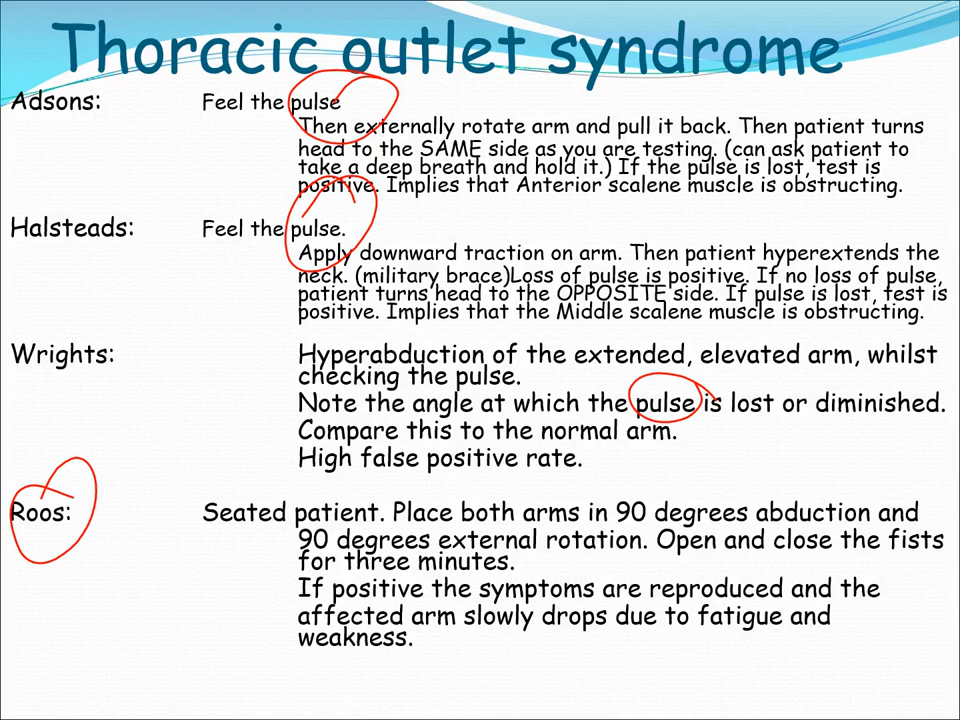 Thoracic outlet syndrome
Adsons: Feel the pulse
Then externally rotate arm and pull it back. Then patient turns
head to the SAME side as you are testing. (can ask patient to
take a deep breath and hold it.) If the pulse is lost, test is
positive. Implies that Anterior scalene muscle is obstructing.
Halsteads: Feel the pulse.
Apply downward traction on arm. Then patient hyperextends the
neck. (military brace)Loss of pulse is positive. If no loss of pulse,
patient turns head to the OPPOSITE side. If pulse is lost, test is
positive. Implies that the Middle scalene muscle is obstructing.
Wrights: Hyperabduction of the extended, elevated arm, whilst
checking the pulse.
Note the angle at which the pulse is lost or diminished.
Compare this to the normal arm.
High false positive rate.
Roos: Seated patient. Place both arms in 90 degrees abduction and
90 degrees external rotation. Open and close the fists
for three minutes.
If positive the symptoms are reproduced and the
affected arm slowly drops due to fatigue and
weakness.